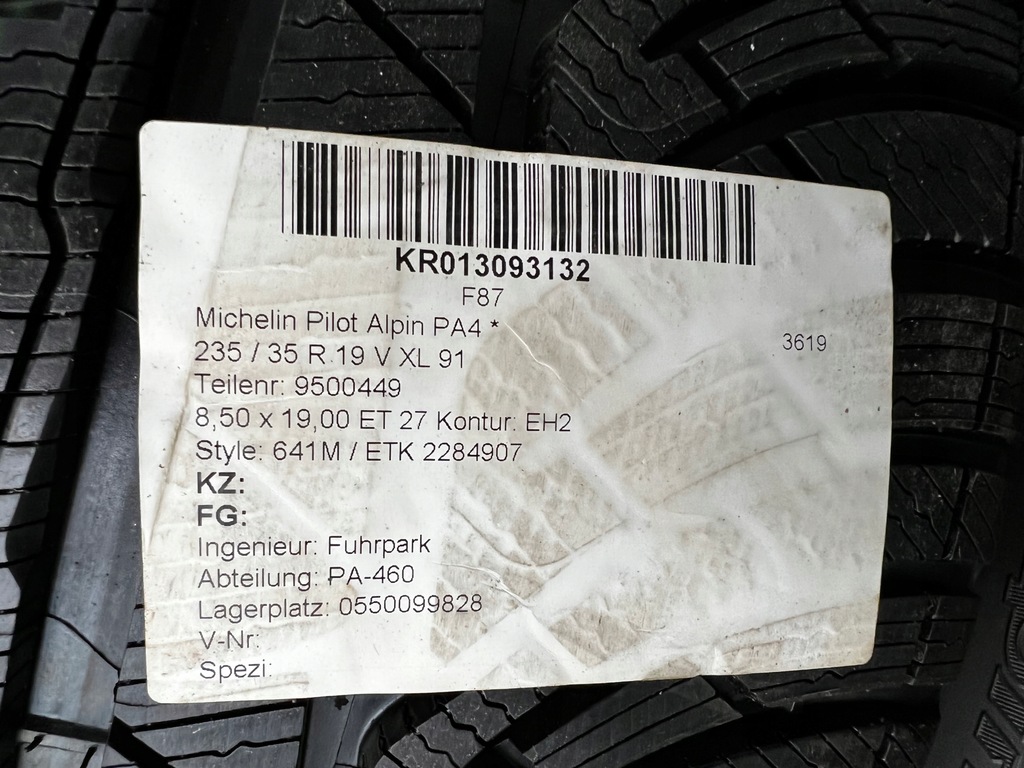 KR013093132
F87
Michelin Pilot Alpin PA4 *
235 / 35 R 19 V XL 91
3619
Teilenr: 9500449
8,50 x 19,00 ET 27 Kontur: EH2
Style: 641M / ETK 2284907
KZ:
FG:
Ingenieur: Fuhrpark
Abteilung: PA-460
Lagerplatz: 0550099828
V-Nr:
Spezi: